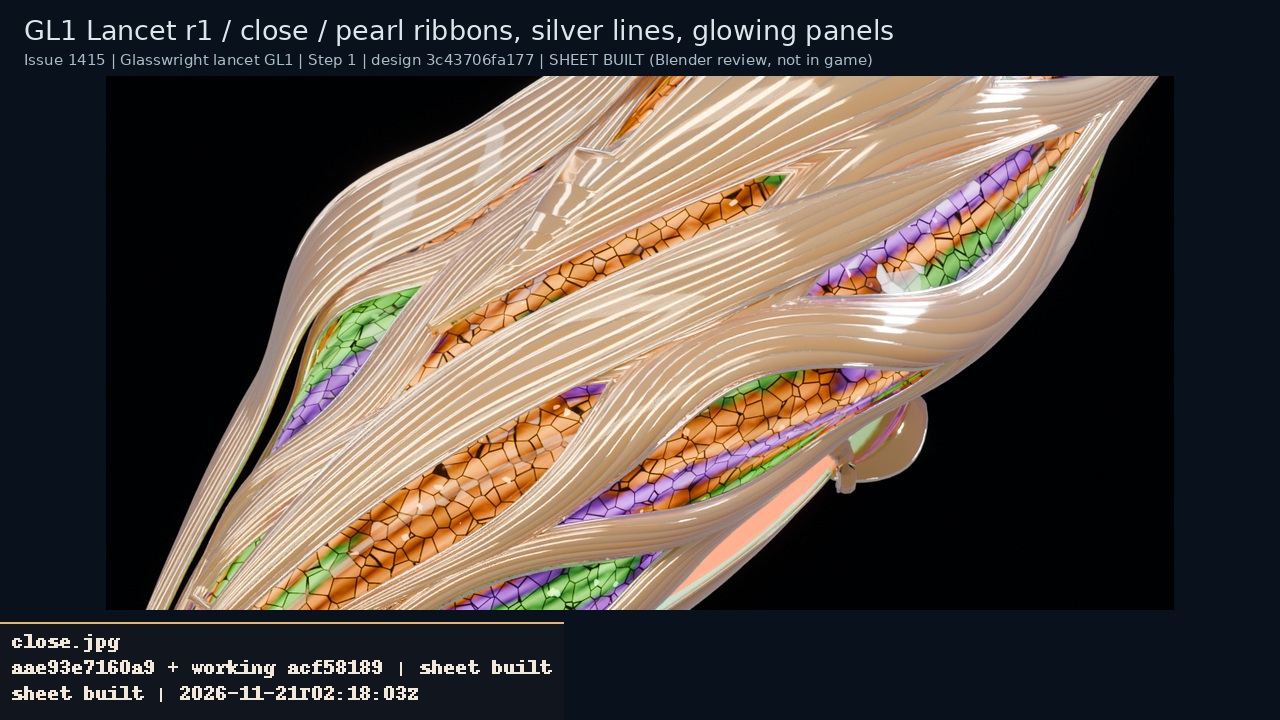 GL1 Lancet r1 / close / pearl ribbons, silver lines, glowing panels
Issue 1415 | Glasswright lancet GL1 | Step 1 | design 3c43706fa177 | SHEET BUILT (Blender review, not in game)
close.jpg
aae93e7160a9 + working acf58189 | sheet built
sheet built | 2026-11-21T02:18:03Z